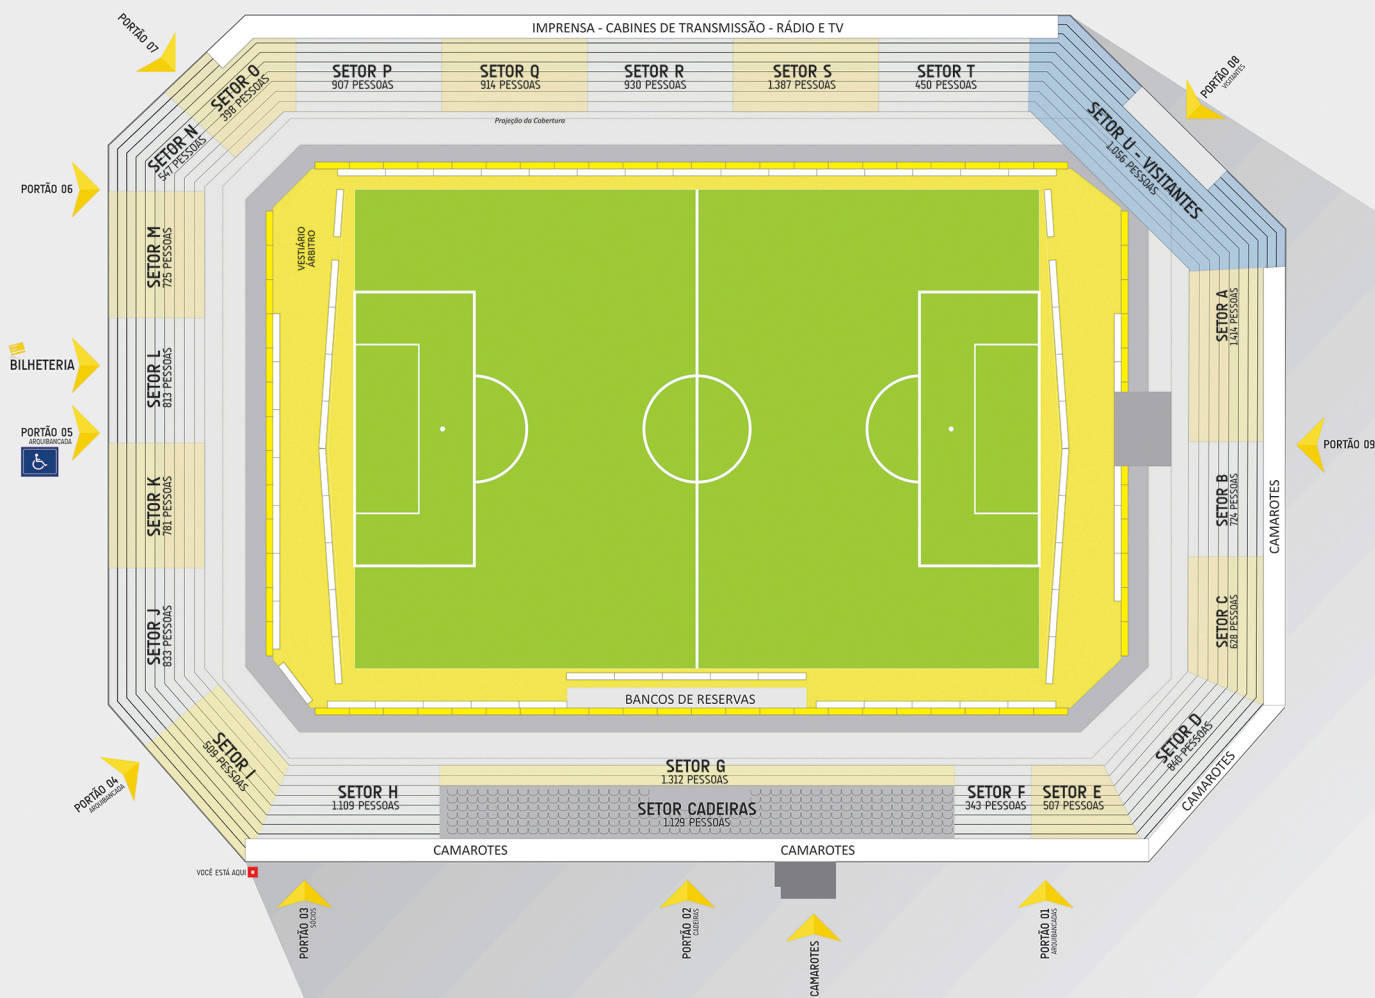 IMPRENSA - CABINES DE TRANSMISSÃO - RÁDIO E TV
PORTÃO 07
PORTÃO 08
VISITANTES
SETOR O
398 PESSOAS
SETOR P
907 PESSOAS
SETOR Q
914 PESSOAS
SETOR R
930 PESSOAS
SETOR S
1.387 PESSOAS
SETOR T
450 PESSOAS
SETOR U - VISITANTES
1.056 PESSOAS
Projeção da Cobertura
SETOR N
547 PESSOAS
PORTÃO 06
SETOR M
725 PESSOAS
VESTIÁRIO
ÁRBITRO
SETOR A
1.414 PESSOAS
BILHETERIA
SETOR L
813 PESSOAS
PORTÃO 05
ARQUIBANCADA
PORTÃO 09
SETOR K
781 PESSOAS
SETOR B
724 PESSOAS
CAMAROTES
SETOR J
833 PESSOAS
SETOR C
628 PESSOAS
BANCOS DE RESERVAS
SETOR I
509 PESSOAS
SETOR D
840 PESSOAS
CAMAROTES
PORTÃO 04
ARQUIBANCADA
SETOR G
1.312 PESSOAS
SETOR H
1.109 PESSOAS
SETOR CADEIRAS
1.129 PESSOAS
SETOR F
343 PESSOAS
SETOR E
507 PESSOAS
CAMAROTES
CAMAROTES
VOCÊ ESTÁ AQUI
PORTÃO 03
SÓCIOS
PORTÃO 02
CADEIRAS
CAMAROTES
PORTÃO 01
ARQUIBANCADAS